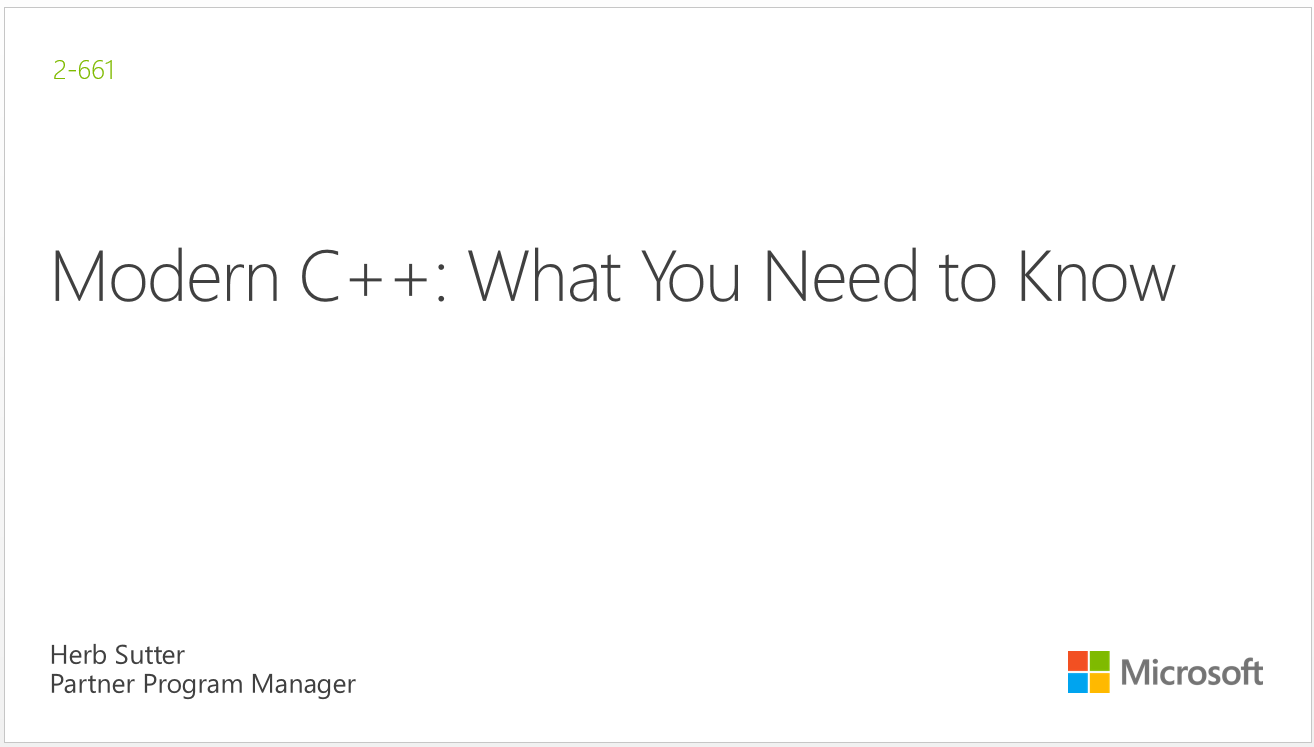 2-661
Modern C++: What You Need to Know
Herb Sutter
Partner Program Manager
Microsoft